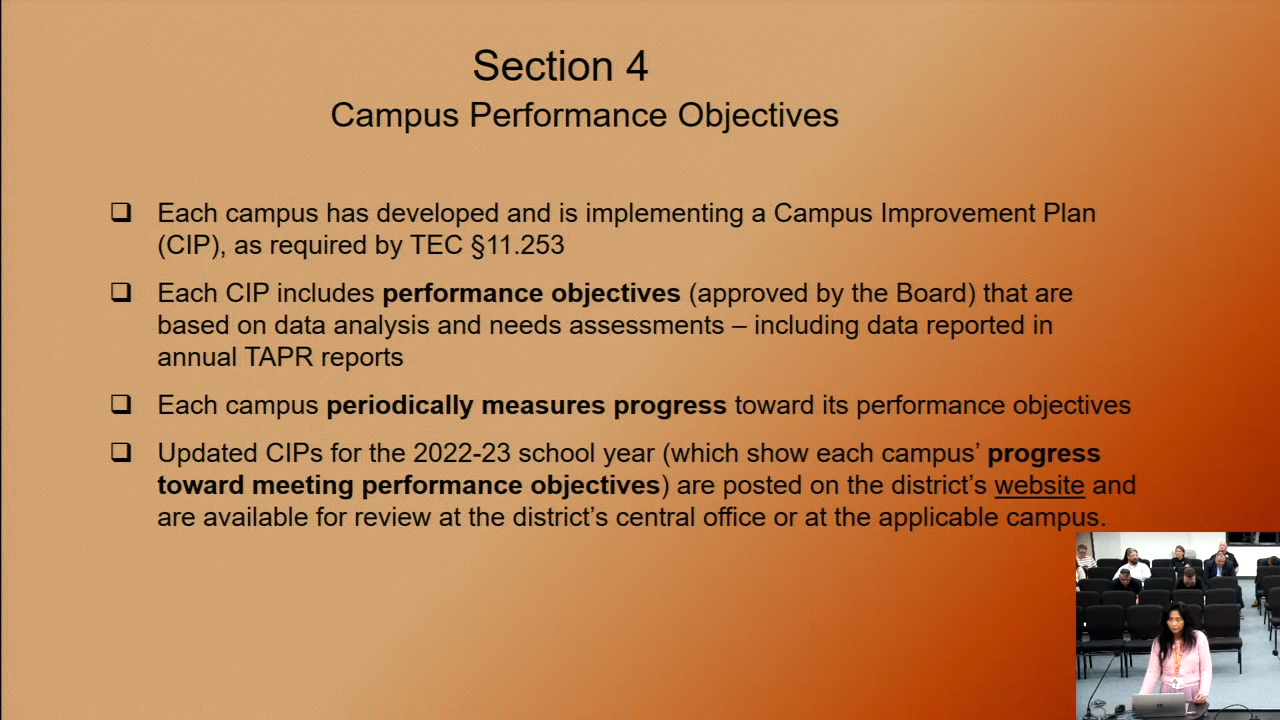 Section 4
Campus Performance Objectives
❑ Each campus has developed and is implementing a Campus Improvement Plan
(CIP), as required by TEC §11.253
❑ Each CIP includes performance objectives (approved by the Board) that are
based on data analysis and needs assessments – including data reported in
annual TAPR reports
❑ Each campus periodically measures progress toward its performance objectives
❑ Updated CIPs for the 2022-23 school year (which show each campus’ progress
toward meeting performance objectives) are posted on the district’s website and
are available for review at the district’s central office or at the applicable campus.